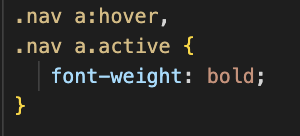 .nav a:hover,
.nav a.active {
font-weight: bold;
}